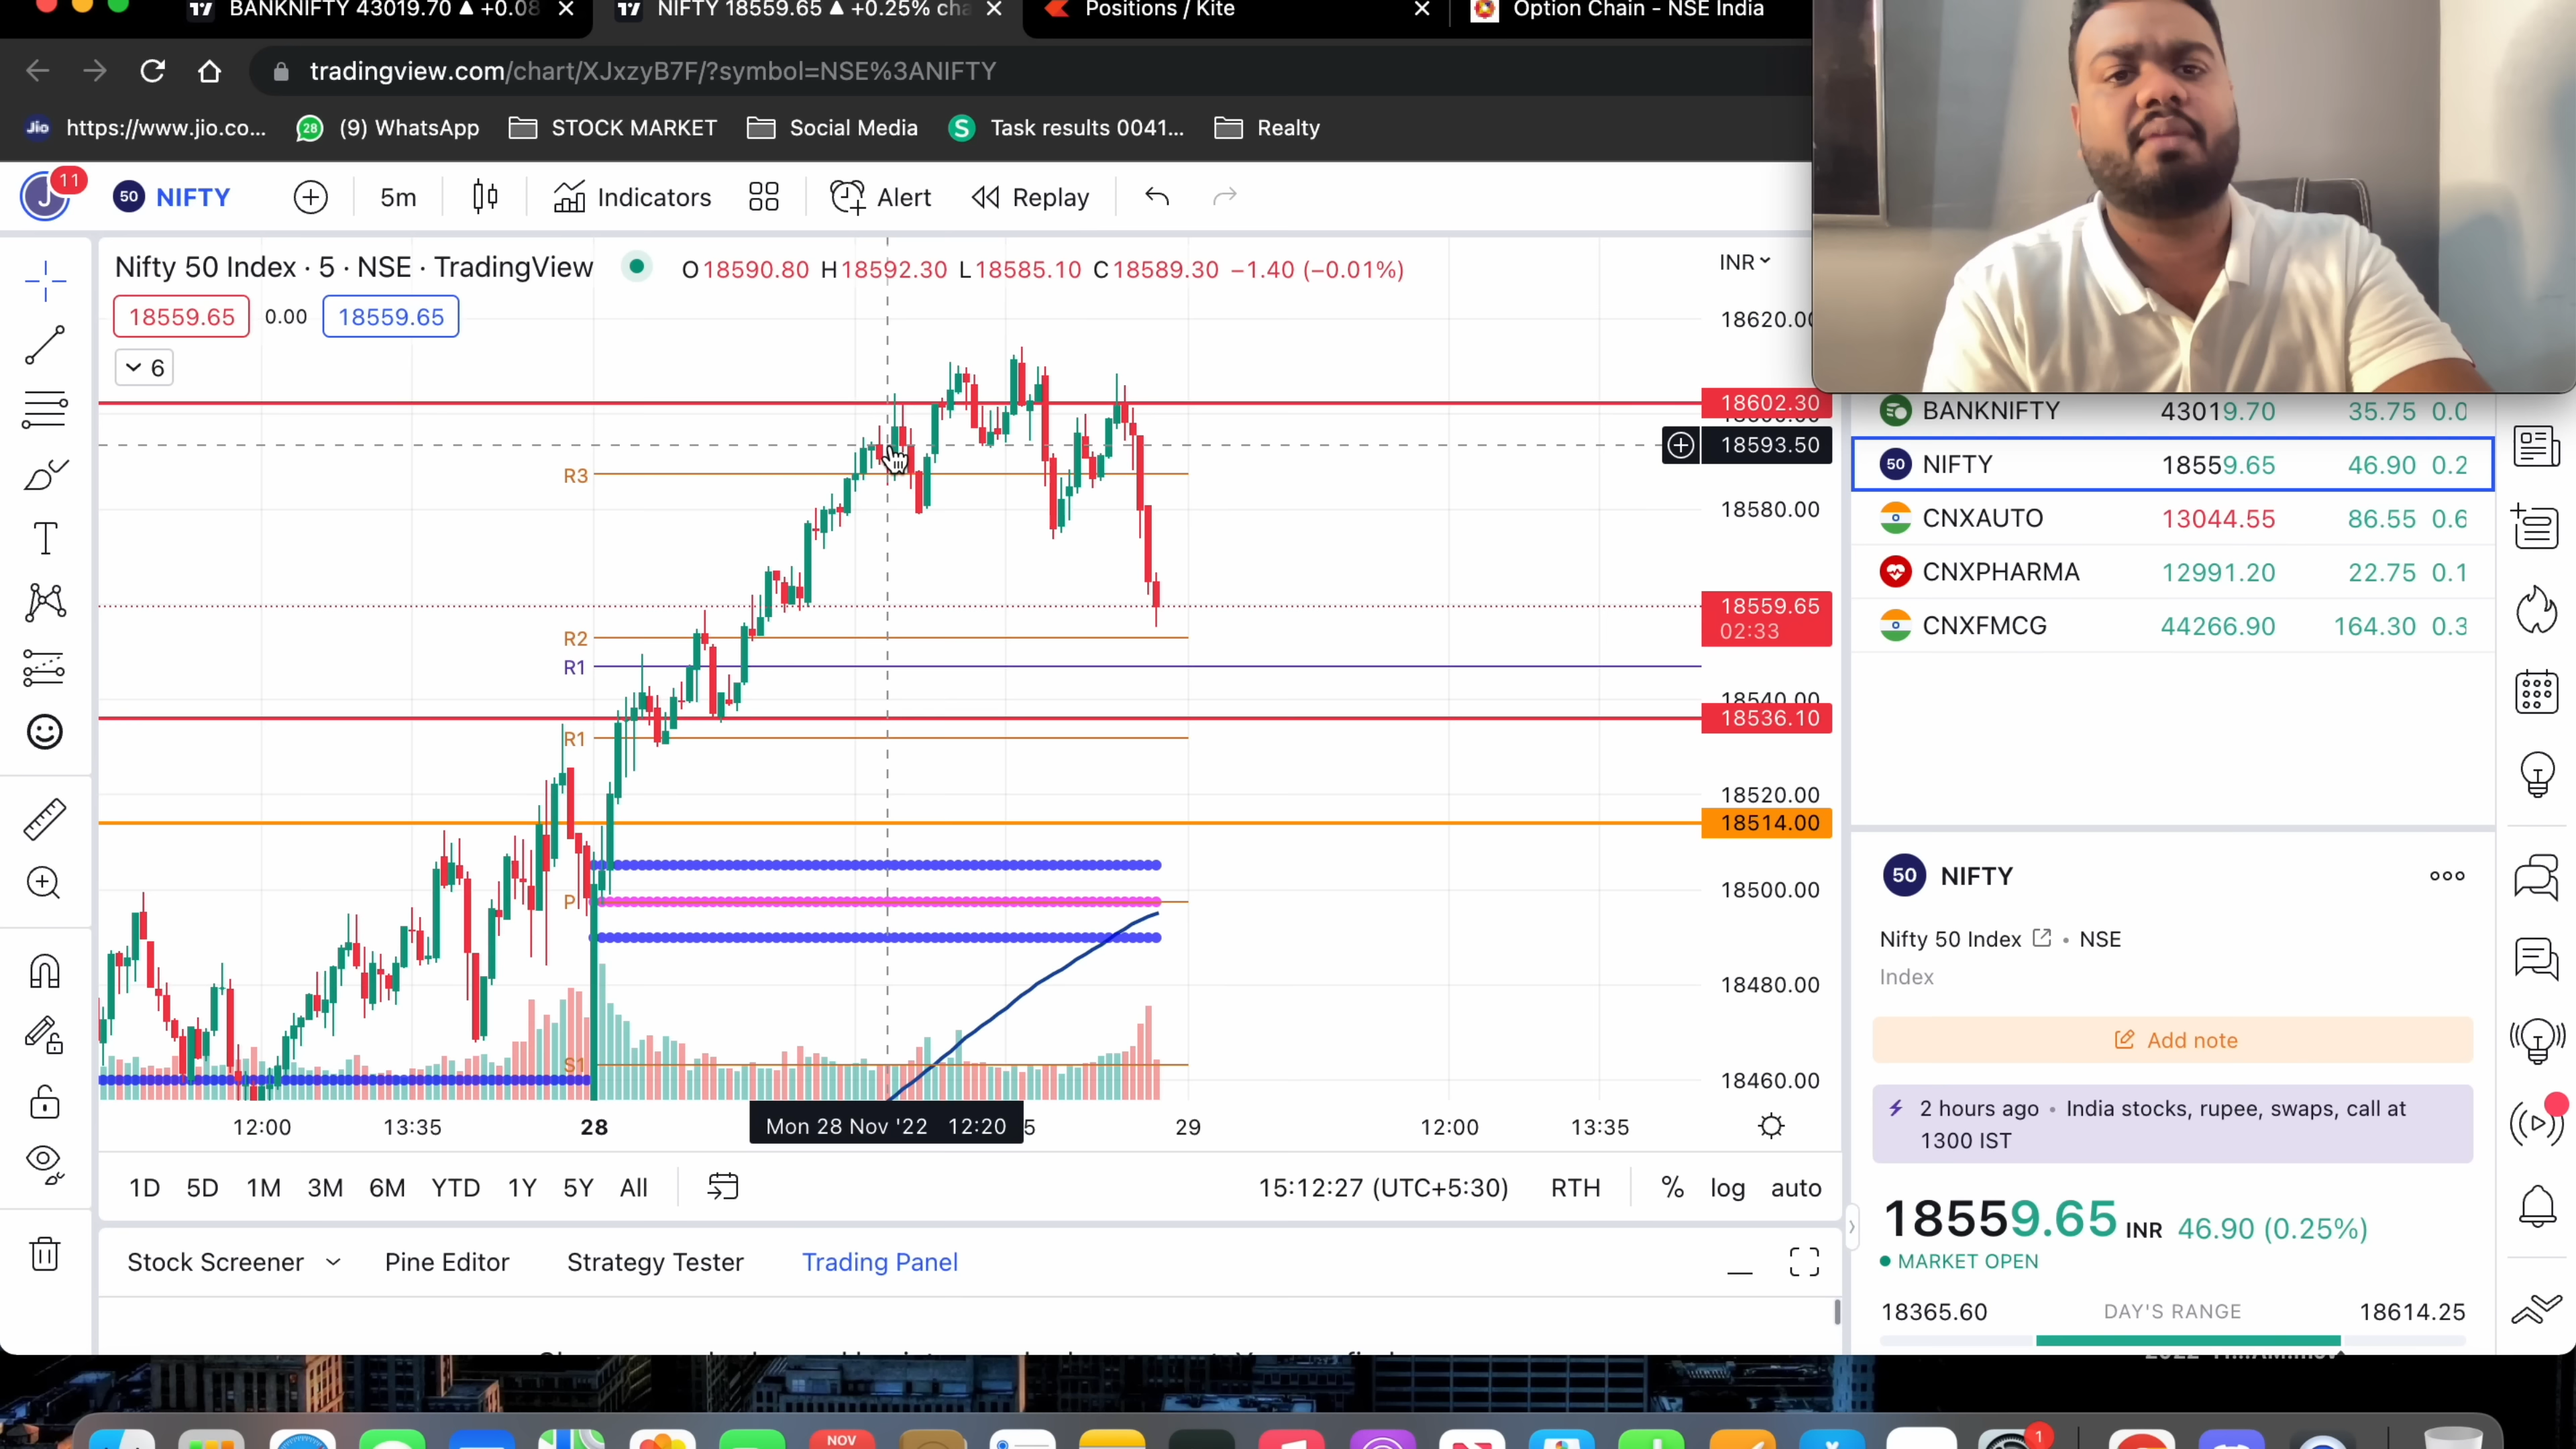 BANKNIFTY 43019.70 ▲ +0.08
NIFTY 18559.65 ▲ +0.25% cha
Positions / Kite
Option Chain - NSE India
tradingview.com/chart/XJxzyB7F/?symbol=NSE%3ANIFTY
Jio https://www.jio.co...
28 (9) WhatsApp
STOCK MARKET
Social Media
S Task results 0041...
Realty
J 11
50 NIFTY
5m
Indicators
Alert
Replay
Nifty 50 Index · 5 · NSE · TradingView
O18590.80 H18592.30 L18585.10 C18589.30 −1.40 (−0.01%)
INR
18559.65 0.00 18559.65
6
18620.00
18602.30
18593.50
R3
18580.00
18559.65
02:33
R2
R1
18540.00
18536.10
R1
18520.00
18514.00
18500.00
P
18480.00
S1
18460.00
12:00 13:35 28 Mon 28 Nov '22 12:20 5 29 12:00 13:35
1D 5D 1M 3M 6M YTD 1Y 5Y All
15:12:27 (UTC+5:30) RTH % log auto
Stock Screener Pine Editor Strategy Tester Trading Panel
BANKNIFTY 43019.70 35.75 0.0
50 NIFTY 18559.65 46.90 0.2
CNXAUTO 13044.55 86.55 0.6
CNXPHARMA 12991.20 22.75 0.1
CNXFMCG 44266.90 164.30 0.3
50 NIFTY
Nifty 50 Index • NSE
Index
Add note
2 hours ago • India stocks, rupee, swaps, call at
1300 IST
18559.65 INR 46.90 (0.25%)
MARKET OPEN
18365.60 DAY'S RANGE 18614.25
NOV
1